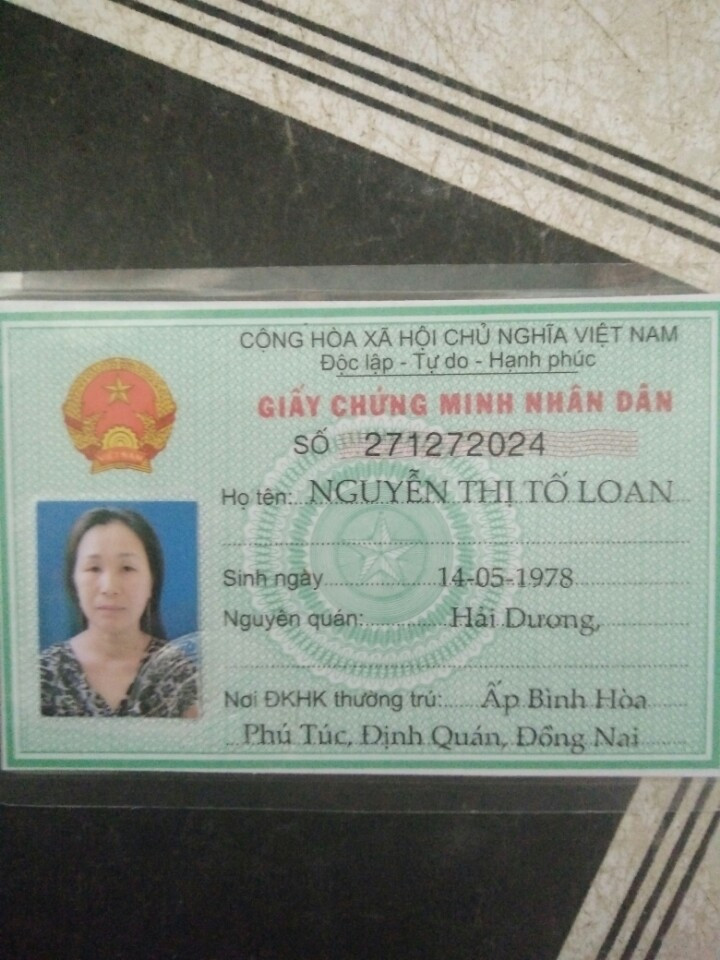 CỘNG HÒA XÃ HỘI CHỦ NGHĨA VIỆT NAM
Độc lập - Tự do - Hạnh phúc
GIẤY CHỨNG MINH NHÂN DÂN
SỐ 271272024
Họ tên: NGUYỄN THỊ TỐ LOAN
Sinh ngày 14-05-1978
Nguyên quán: Hải Dương,
Nơi ĐKHK thường trú: Ấp Bình Hòa
Phú Túc, Định Quán, Đồng Nai
VIỆT NAM